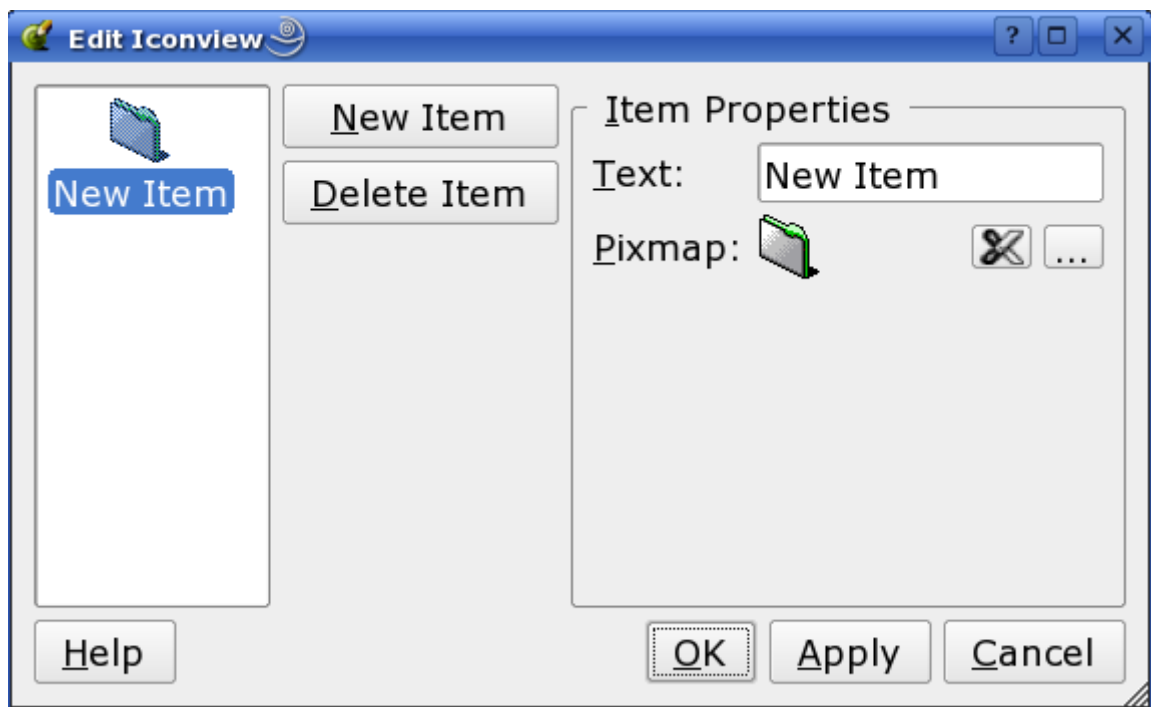 Edit Iconview
?
New Item
New Item
Delete Item
Item Properties
Text: New Item
Pixmap: ...
Help
OK Apply Cancel